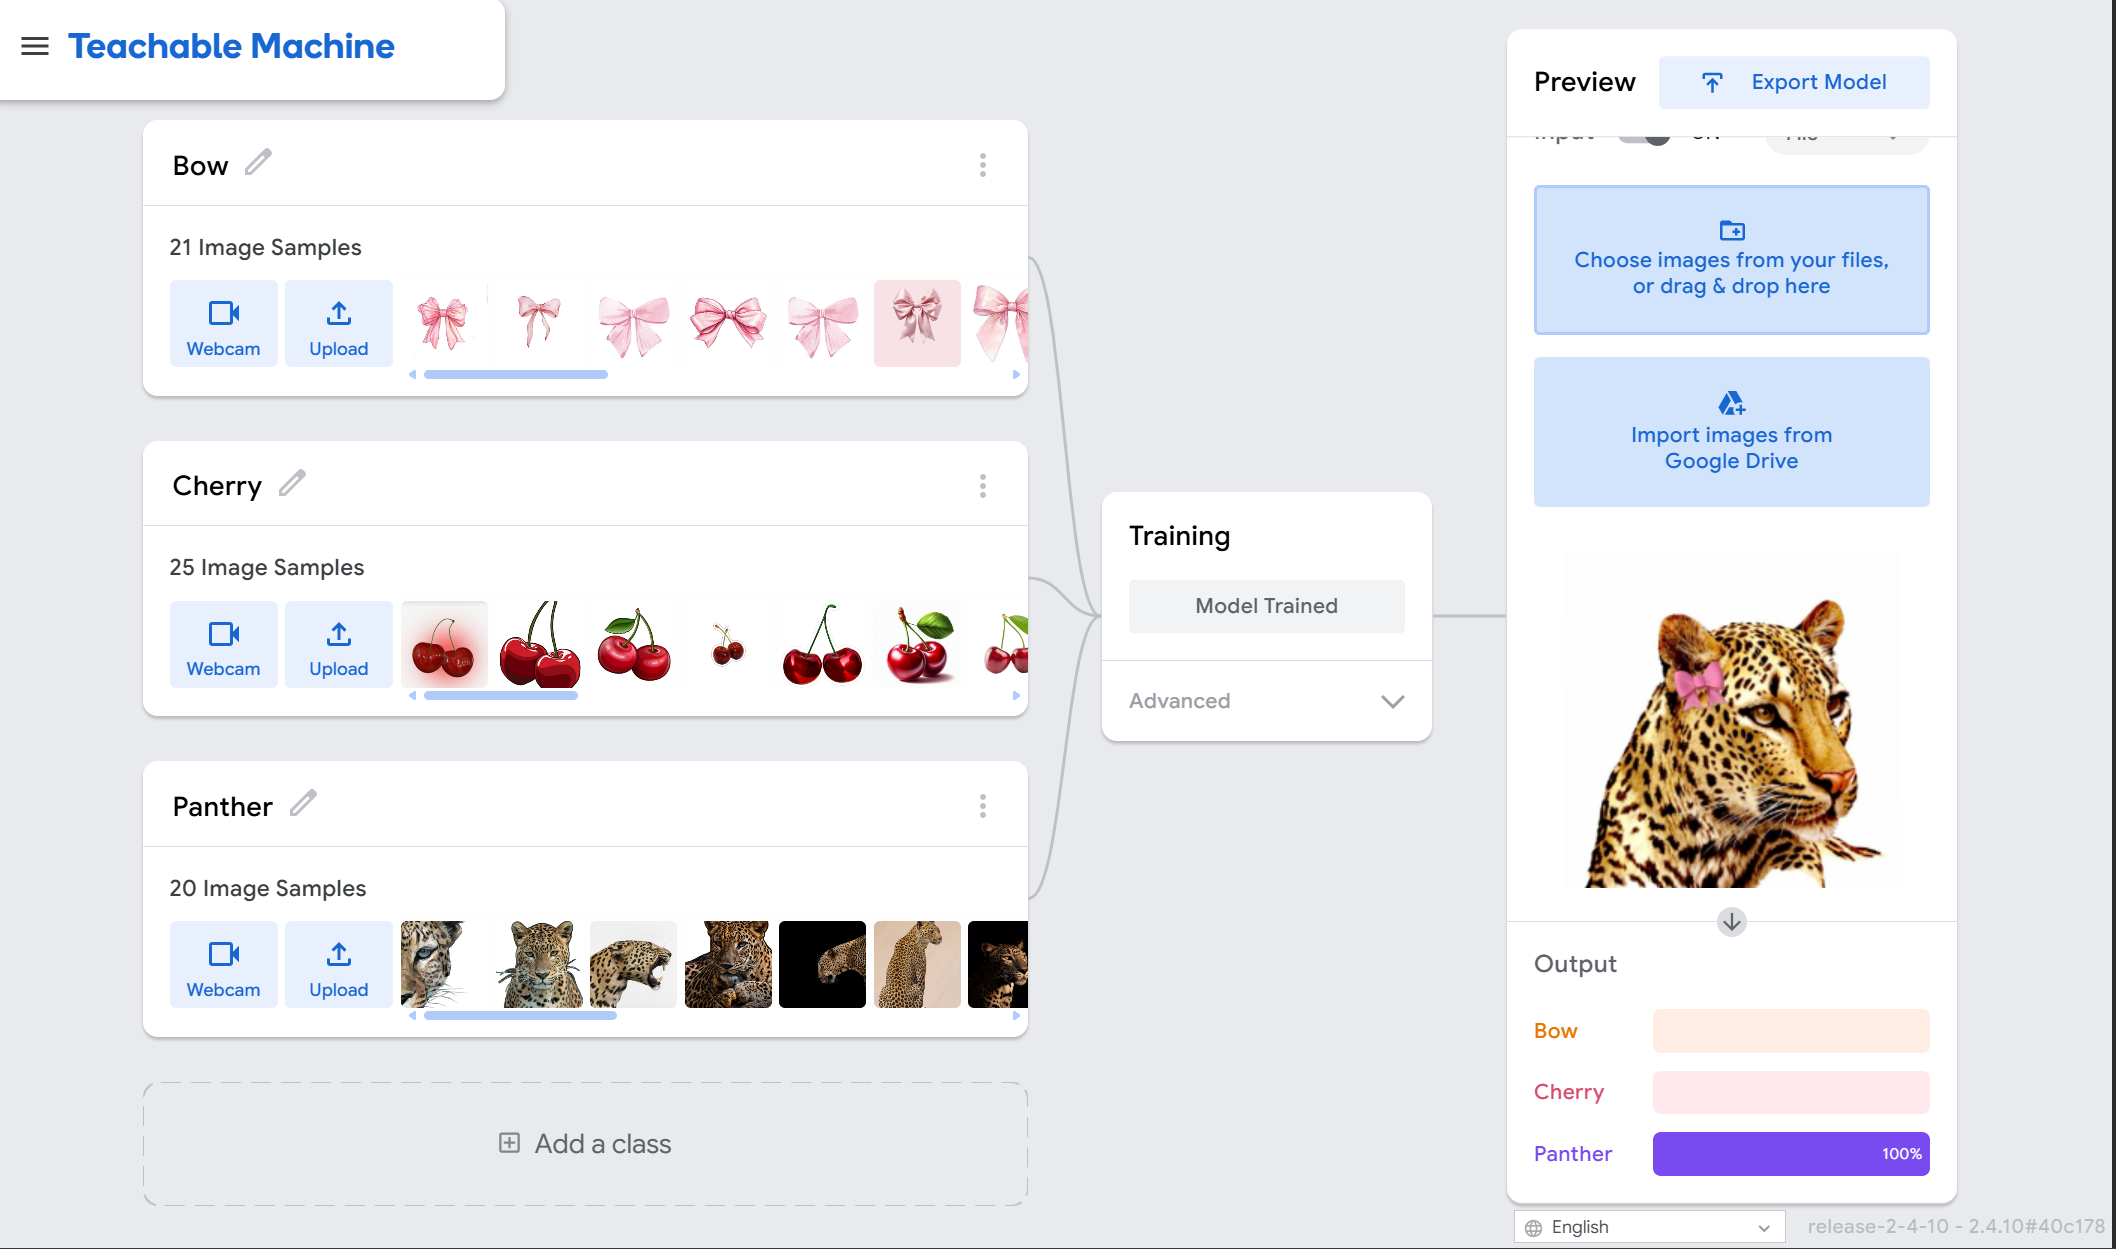 Teachable Machine
Bow
21 Image Samples
Webcam
Upload
Cherry
25 Image Samples
Webcam
Upload
Panther
20 Image Samples
Webcam
Upload
Add a class
Training
Model Trained
Advanced
Preview
Export Model
Input ON File
Choose images from your files,
or drag & drop here
Import images from
Google Drive
Output
Bow
Cherry
Panther 100%
English
release-2-4-10 - 2.4.10#40c178